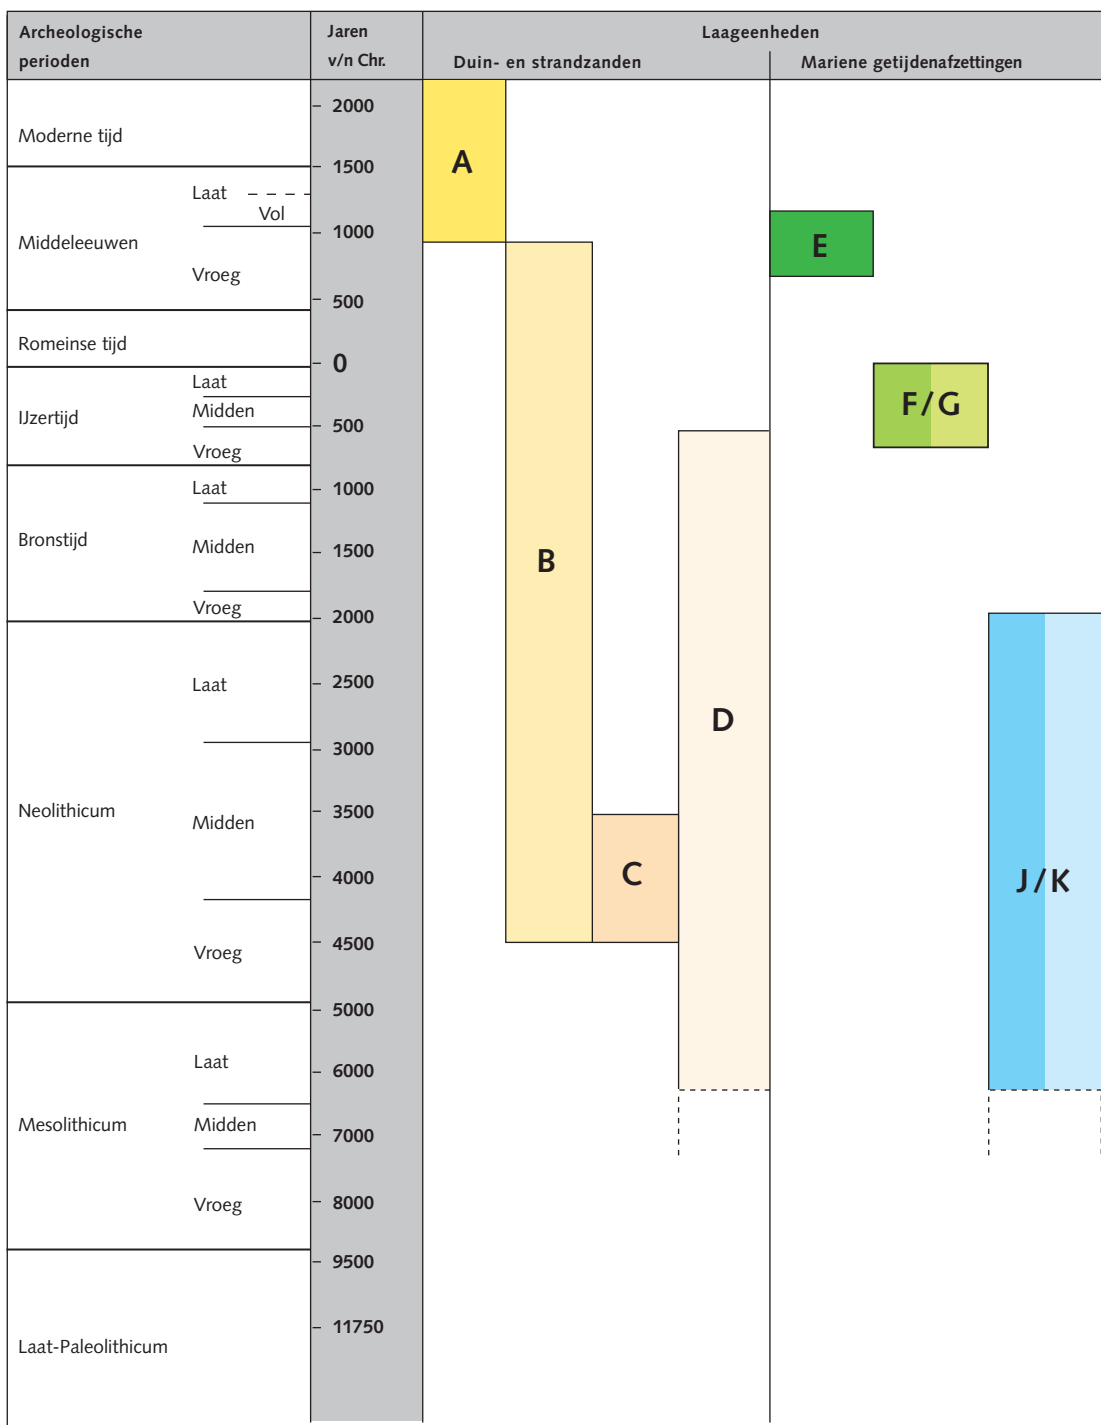 Archeologische
perioden
Jaren
v/n Chr.
Laageenheden
Duin- en strandzanden
Mariene getijdenafzettingen
Moderne tijd
Middeleeuwen
Laat
Vol
Vroeg
Romeinse tijd
IJzertijd
Laat
Midden
Vroeg
Bronstijd
Laat
Midden
Vroeg
Neolithicum
Laat
Midden
Vroeg
Mesolithicum
Laat
Midden
Vroeg
Laat-Paleolithicum
2000
1500
1000
500
0
500
1000
1500
2000
2500
3000
3500
4000
4500
5000
6000
7000
8000
9500
11750
A
B
C
D
E
F/G
J/K